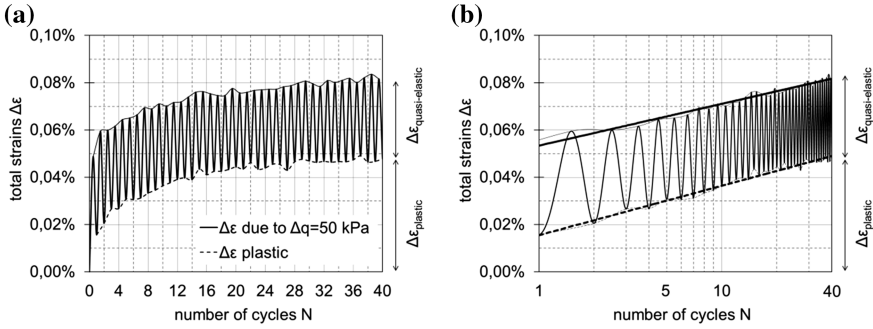 (a)
0,10%
0,08%
0,06%
0,04%
0,02%
0,00%
total strains Δε
0 4 8 12 16 20 24 28 32 36 40
number of cycles N
Δε due to Δq=50 kPa
Δε plastic
Δεquasi-elastic
Δεplastic
(b)
0,10%
0,08%
0,06%
0,04%
0,02%
0,00%
total strains Δε
1 5 10 40
number of cycles N
Δεquasi-elastic
Δεplastic